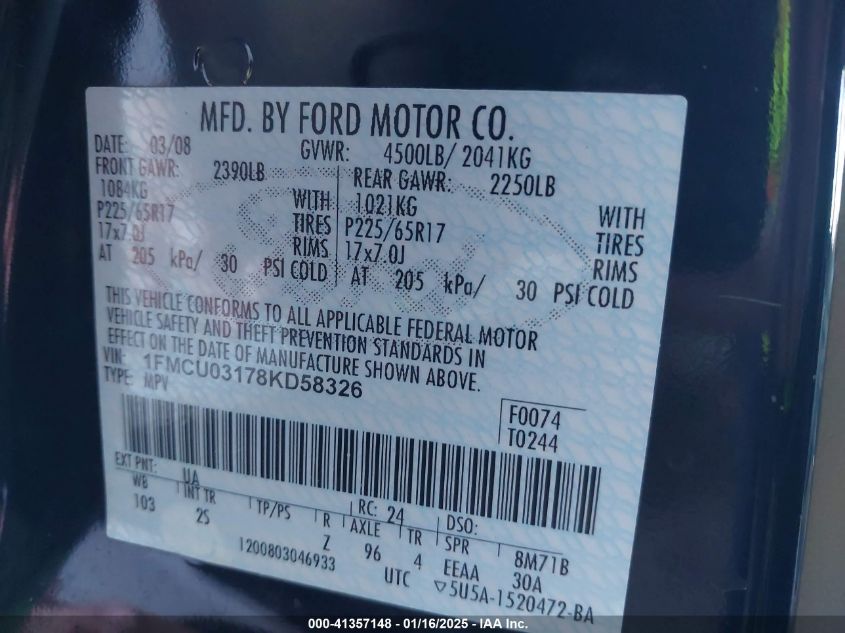 MFD. BY FORD MOTOR CO.
DATE: 03/08 GVWR: 4500LB/ 2041KG
FRONT GAWR: 2390LB REAR GAWR: 2250LB
1084KG WITH 1021KG WITH
P225/65R17 TIRES P225/65R17 TIRES
17x7.0J RIMS 17x7.0J RIMS
AT 205 kPa/ 30 PSI COLD AT 205 kPa/ 30 PSI COLD
THIS VEHICLE CONFORMS TO ALL APPLICABLE FEDERAL MOTOR
VEHICLE SAFETY AND THEFT PREVENTION STANDARDS IN
EFFECT ON THE DATE OF MANUFACTURE SHOWN ABOVE.
VIN: 1FMCU03178KD58326
TYPE: MPV
F0074
T0244
EXT PNT: UA RC: 24 DSO:
WB INT TR TP/PS R AXLE TR SPR 8M71B
103 2S Z 96 4 EEAA 30A
1200803046933 UTC ▽5U5A-1520472-BA
000-41357148 - 01/16/2025 - IAA Inc.